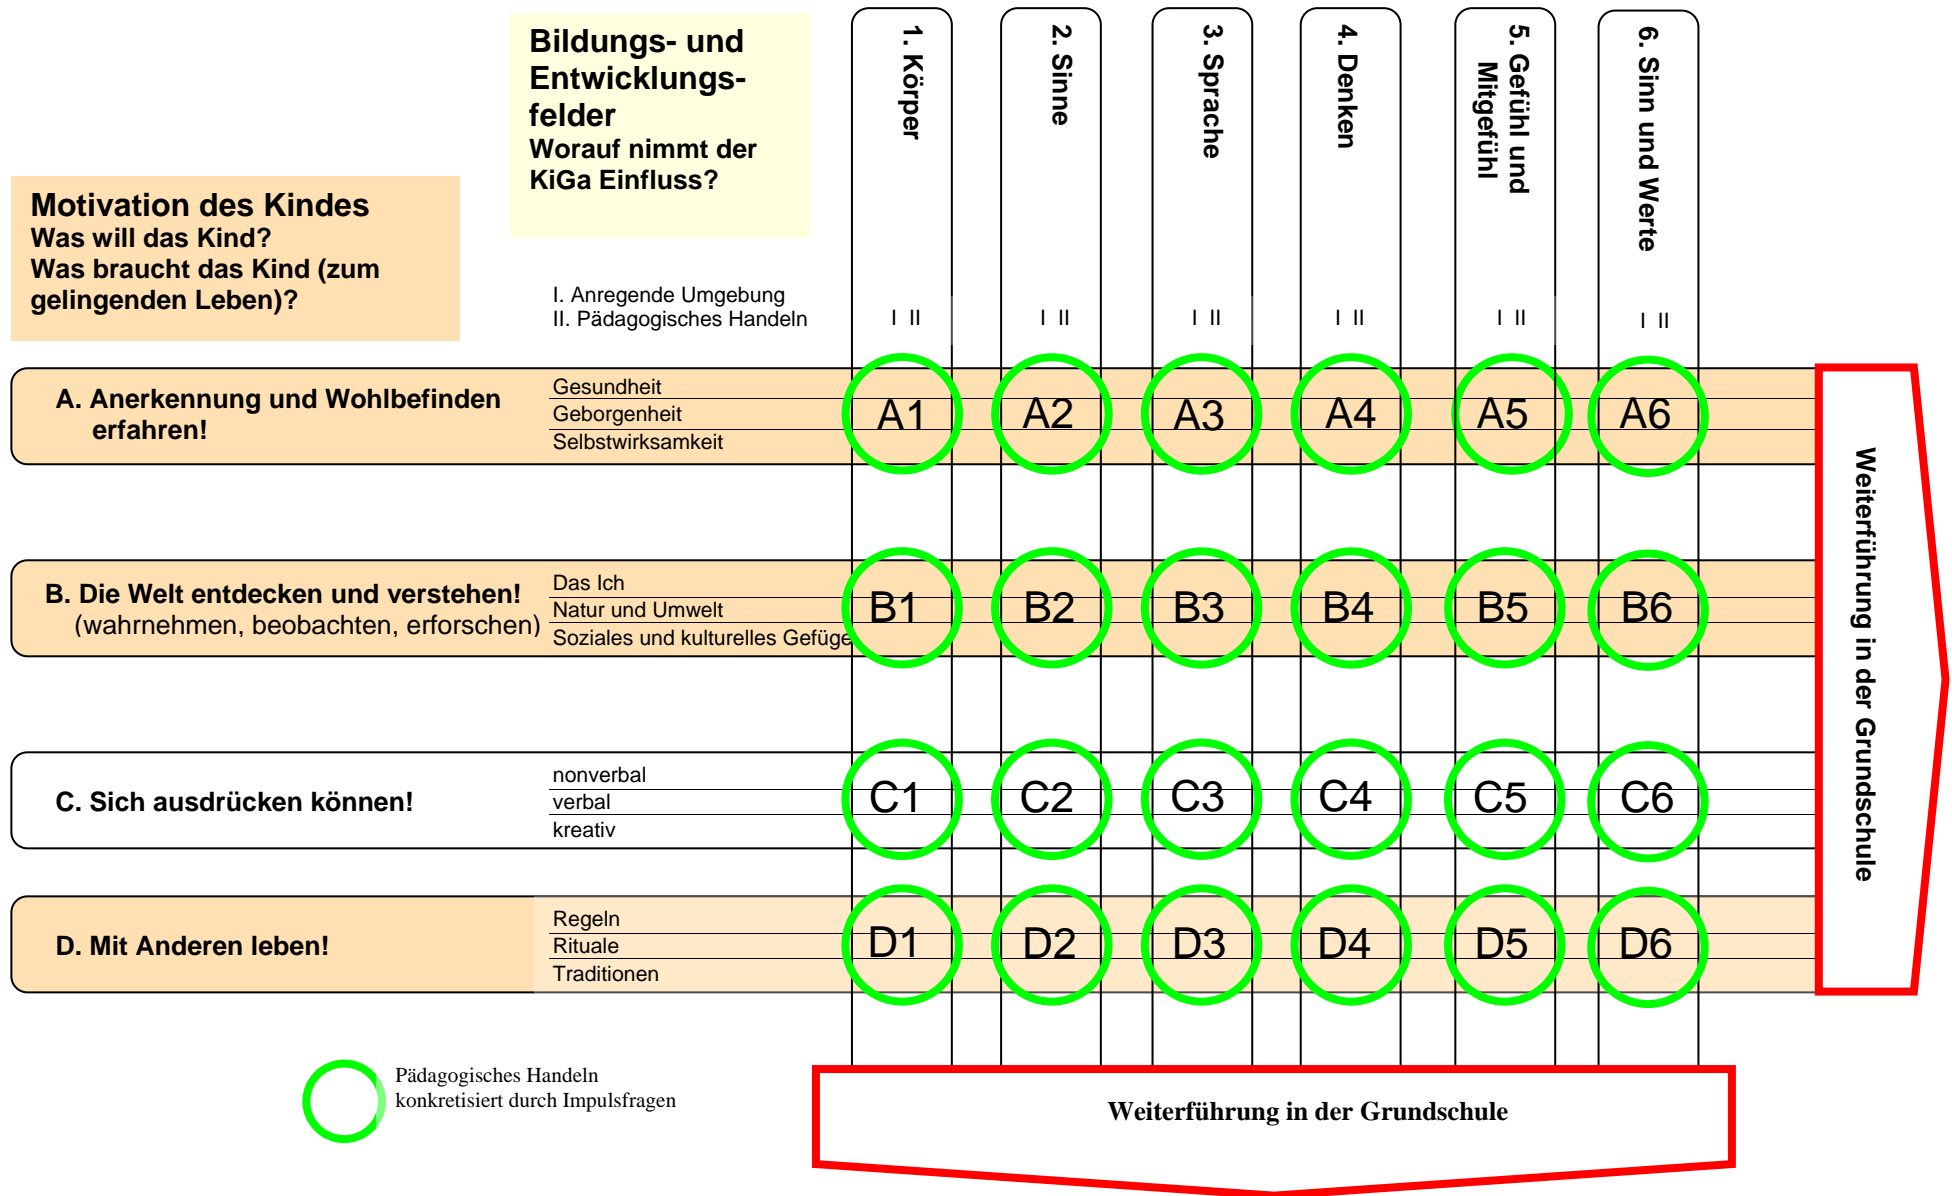 Bildungs- und
Entwicklungs-
felder
Worauf nimmt der
KiGa Einfluss?
1. Körper
2. Sinne
3. Sprache
4. Denken
5. Gefühl und
Mitgefühl
6. Sinn und Werte
Motivation des Kindes
Was will das Kind?
Was braucht das Kind (zum
gelingenden Leben)?
I. Anregende Umgebung
II. Pädagogisches Handeln
I II
I II
I II
I II
I II
I II
A. Anerkennung und Wohlbefinden
erfahren!
Gesundheit
Geborgenheit
Selbstwirksamkeit
A1 A2 A3 A4 A5 A6
B. Die Welt entdecken und verstehen!
(wahrnehmen, beobachten, erforschen)
Das Ich
Natur und Umwelt
Soziales und kulturelles Gefüge
B1 B2 B3 B4 B5 B6
C. Sich ausdrücken können!
nonverbal
verbal
kreativ
C1 C2 C3 C4 C5 C6
D. Mit Anderen leben!
Regeln
Rituale
Traditionen
D1 D2 D3 D4 D5 D6
Weiterführung in der Grundschule
Pädagogisches Handeln
konkretisiert durch Impulsfragen
Weiterführung in der Grundschule